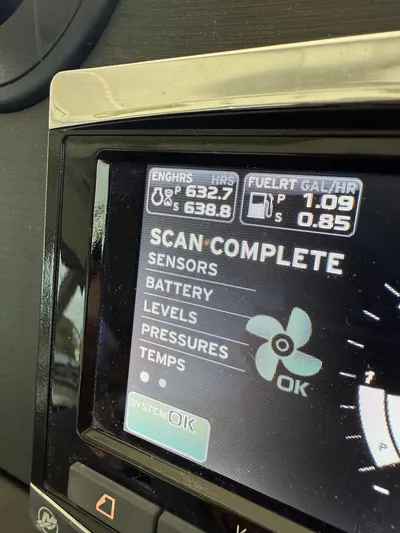 ENGHRS HRS
P 632.7
S 638.8
FUELRT GAL/HR
P 1.09
S 0.85
SCAN COMPLETE
SENSORS
BATTERY
LEVELS
PRESSURES
TEMPS
OK
SYSTEM OK